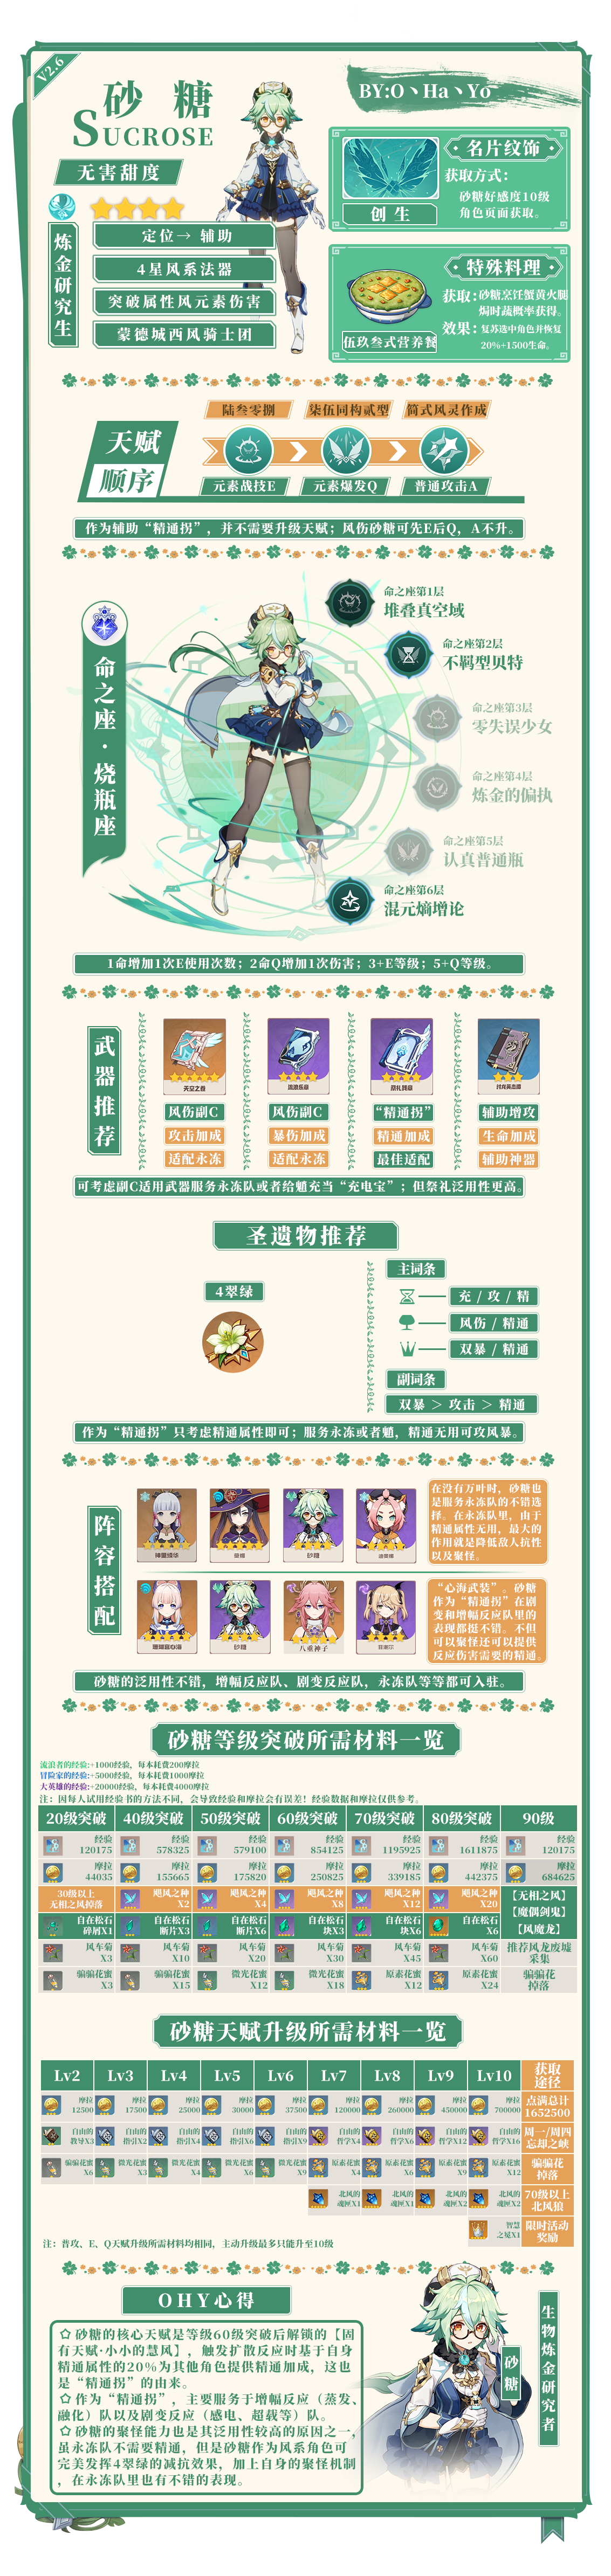 V2.6
砂糖
SUCROSE
BY:O丶Ha丶Yo
无害甜度
炼金研究生
定位→ 辅助
4星风系法器
突破属性风元素伤害
蒙德城西风骑士团
名片纹饰
获取方式：
砂糖好感度10级
角色页面获取。
创生
特殊料理
获取：砂糖烹饪蟹黄火腿
焗时蔬概率获得。
效果：复苏选中角色并恢复
20%+1500生命。
伍玖叁式营养餐
天赋
顺序
陆叁零捌
柒伍同构贰型
简式风灵作成
元素战技E
元素爆发Q
普通攻击A
作为辅助“精通拐”，并不需要升级天赋；风伤砂糖可先E后Q，A不升。
命之座·烧瓶座
命之座第1层
堆叠真空域
命之座第2层
不羁型贝特
命之座第3层
零失误少女
命之座第4层
炼金的偏执
命之座第5层
认真普通瓶
命之座第6层
混元熵增论
1命增加1次E使用次数；2命Q增加1次伤害；3+E等级；5+Q等级。
武器推荐
天空之卷
流浪乐章
祭礼残章
讨龙英杰谭
风伤副C
风伤副C
“精通拐”
辅助增攻
攻击加成
暴伤加成
精通加成
生命加成
适配永冻
适配永冻
最佳适配
辅助神器
可考虑副C适用武器服务永冻队或者给魈充当“充电宝”；但祭礼泛用性更高。
圣遗物推荐
4翠绿
主词条
充 / 攻 / 精
风伤 / 精通
双暴 / 精通
副词条
双暴 ＞ 攻击 ＞ 精通
作为“精通拐”只考虑精通属性即可；服务永冻或者魈，精通无用可攻风暴。
阵容搭配
神里绫华
莫娜
砂糖
迪奥娜
在没有万叶时，砂糖也
是服务永冻队的不错选
择。在永冻队里，由于
精通属性无用，最大的
作用就是降低敌人抗性
以及聚怪。
珊瑚宫心海
砂糖
八重神子
菲谢尔
“心海武装”。砂糖
作为“精通拐”在剧
变和增幅反应队里的
表现都挺不错。不但
可以聚怪还可以提供
反应伤害需要的精通。
砂糖的泛用性不错，增幅反应队、剧变反应队，永冻队等等都可入驻。
砂糖等级突破所需材料一览
流浪者的经验:+1000经验，每本耗费200摩拉
冒险家的经验:+5000经验，每本耗费1000摩拉
大英雄的经验:+20000经验，每本耗费4000摩拉
注：因每人试用经验书的方法不同，会导致经验和摩拉会有误差！经验数据和摩拉仅供参考。
20级突破 40级突破 50级突破 60级突破 70级突破 80级突破 90级
经验 经验 经验 经验 经验 经验 经验
120175 578325 579100 854125 1195925 1611875 120175
摩拉 摩拉 摩拉 摩拉 摩拉 摩拉 摩拉
44035 155665 175820 250825 339185 442375 684625
30级以上 飓风之种 飓风之种 飓风之种 飓风之种 飓风之种 【无相之风】
无相之风掉落 X2 X4 X8 X12 X20 【魔偶剑鬼】
自在松石 自在松石 自在松石 自在松石 自在松石 自在松石 【风魔龙】
碎屑X1 断片X3 断片X6 块X3 块X6 X6
风车菊 风车菊 风车菊 风车菊 风车菊 风车菊 推荐风龙废墟
X3 X10 X20 X30 X45 X60 采集
骗骗花蜜 骗骗花蜜 微光花蜜 微光花蜜 原素花蜜 原素花蜜 骗骗花
X3 X15 X12 X18 X12 X24 掉落
砂糖天赋升级所需材料一览
Lv2 Lv3 Lv4 Lv5 Lv6 Lv7 Lv8 Lv9 Lv10 获取
途径
摩拉 摩拉 摩拉 摩拉 摩拉 摩拉 摩拉 摩拉 摩拉 点满总计
12500 17500 25000 30000 37500 120000 260000 450000 700000 1652500
自由的 自由的 自由的 自由的 自由的 自由的 自由的 自由的 自由的 周一/周四
教导X3 指引X2 指引X4 指引X6 指引X9 哲学X4 哲学X6 哲学X12 哲学X16 忘却之峡
骗骗花蜜 微光花蜜 微光花蜜 微光花蜜 微光花蜜 原素花蜜 原素花蜜 原素花蜜 原素花蜜 骗骗花
X6 X3 X4 X6 X9 X4 X6 X9 X12 掉落
北风的 北风的 北风的 北风的 70级以上
魂匣X1 魂匣X1 魂匣X2 魂匣X2 北风狼
智慧 限时活动
之冠X1 奖励
注：普攻、E、Q天赋升级所需材料均相同，主动升级最多只能升至10级
OHY心得
砂糖的核心天赋是等级60级突破后解锁的【固
有天赋·小小的慧风】，触发扩散反应时基于自身
精通属性的20%为其他角色提供精通加成，这也
是“精通拐”的由来。
作为“精通拐”，主要服务于增幅反应（蒸发、
融化）队以及剧变反应（感电、超载等）队。
砂糖的聚怪能力也是其泛用性较高的原因之一，
虽永冻队不需要精通，但是砂糖作为风系角色可
完美发挥4翠绿的减抗效果，加上自身的聚怪机制
，在永冻队里也有不错的表现。
砂糖
生物炼金研究者